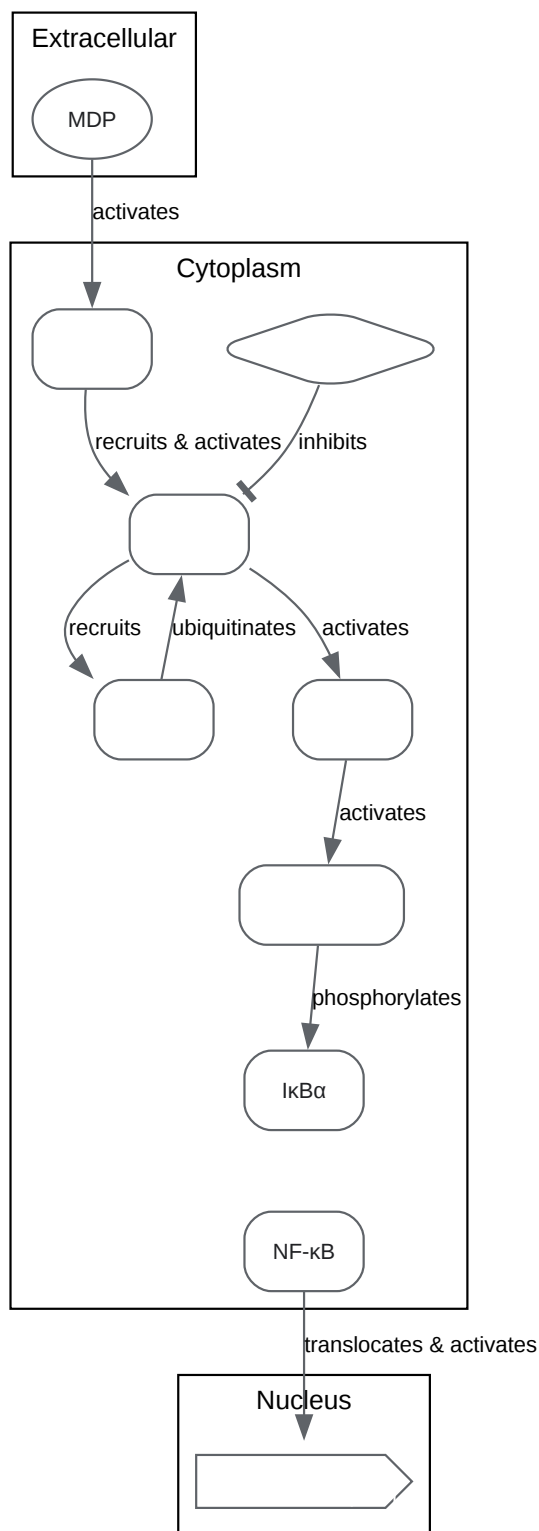 Extracellular
MDP
activates
Cytoplasm
recruits & activates
inhibits
recruits
ubiquitinates
activates
activates
phosphorylates
IκBα
NF-κB
translocates & activates
Nucleus